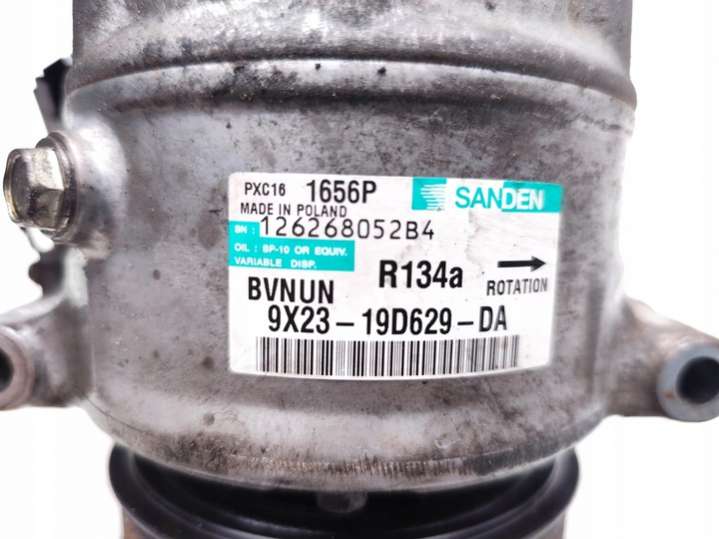 PXC16 1656P SANDEN
MADE IN POLAND
SN : 126268052B4
OIL : SP-10 OR EQUIV.
VARIABLE DISP.
R134a
ROTATION
BVNUN
9X23-19D629-DA